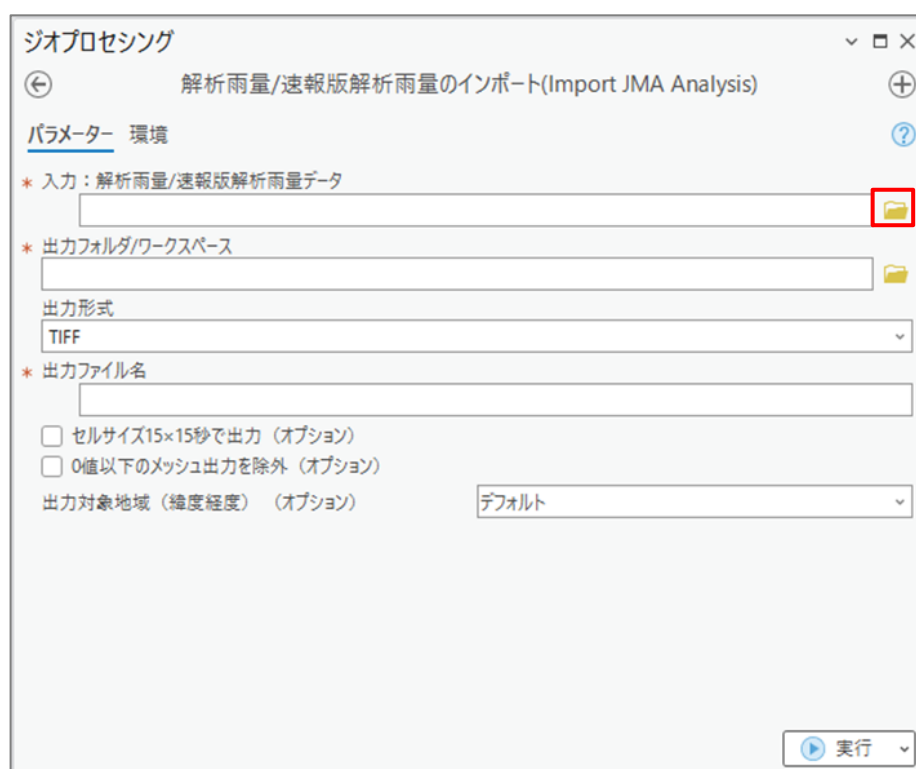 ジオプロセシング
解析雨量/速報版解析雨量のインポート(Import JMA Analysis)
パラメーター 環境
* 入力：解析雨量/速報版解析雨量データ
* 出力フォルダ/ワークスペース
出力形式
TIFF
* 出力ファイル名
セルサイズ15×15秒で出力（オプション）
0値以下のメッシュ出力を除外（オプション）
出力対象地域（緯度経度）（オプション） デフォルト
実行